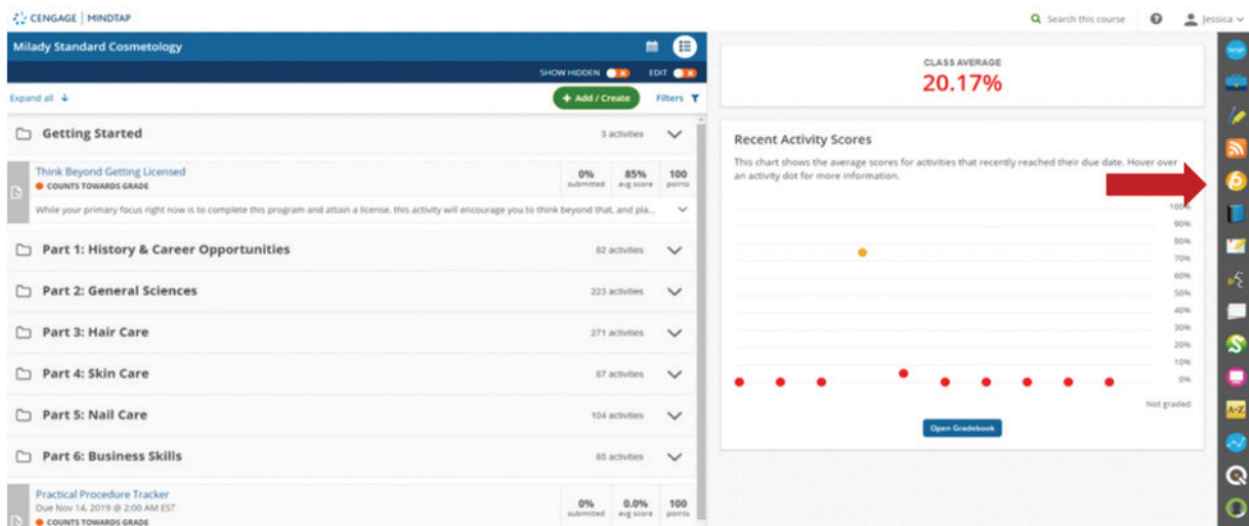 CENGAGE | MINDTAP
Search this course
Jessica
Milady Standard Cosmetology
SHOW HIDDEN
EDIT
Expand all
+ Add / Create
Filters
Getting Started
3 activities
Think Beyond Getting Licensed
COUNTS TOWARDS GRADE
0% 85% 100
submitted avg score points
While your primary focus right now is to complete this program and attain a license, this activity will encourage you to think beyond that, and pla...
Part 1: History & Career Opportunities
82 activities
Part 2: General Sciences
223 activities
Part 3: Hair Care
271 activities
Part 4: Skin Care
87 activities
Part 5: Nail Care
104 activities
Part 6: Business Skills
85 activities
Practical Procedure Tracker
Due Nov 14, 2019 @ 2:00 AM EST
COUNTS TOWARDS GRADE
0% 0.0% 100
submitted avg score points
CLASS AVERAGE
20.17%
Recent Activity Scores
This chart shows the average scores for activities that recently reached their due date. Hover over
an activity dot for more information.
100%
90%
80%
70%
60%
50%
40%
30%
20%
10%
0%
Not graded
Open Gradebook
A-Z